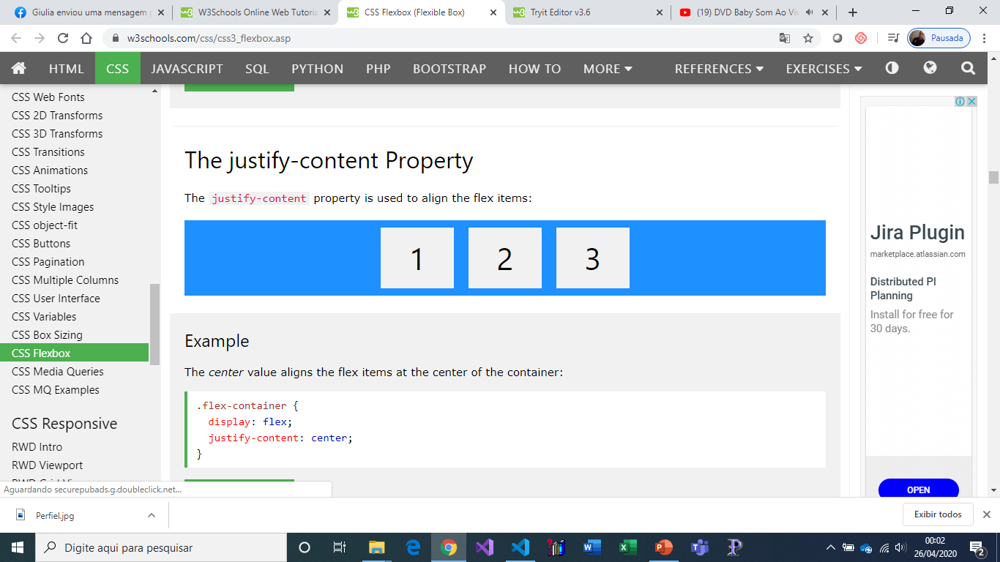 Giulia enviou uma mensagem
W3Schools Online Web Tutoria
CSS Flexbox (Flexible Box)
Tryit Editor v3.6
(19) DVD Baby Som Ao Viv
w3schools.com/css/css3_flexbox.asp
Pausada
HTML CSS JAVASCRIPT SQL PYTHON PHP BOOTSTRAP HOW TO MORE REFERENCES EXERCISES
CSS Web Fonts
CSS 2D Transforms
CSS 3D Transforms
CSS Transitions
CSS Animations
CSS Tooltips
CSS Style Images
CSS object-fit
CSS Buttons
CSS Pagination
CSS Multiple Columns
CSS User Interface
CSS Variables
CSS Box Sizing
CSS Flexbox
CSS Media Queries
CSS MQ Examples
CSS Responsive
RWD Intro
RWD Viewport
The justify-content Property
The justify-content property is used to align the flex items:
1 2 3
Example
The center value aligns the flex items at the center of the container:
.flex-container {
display: flex;
justify-content: center;
}
Jira Plugin
marketplace.atlassian.com
Distributed PI
Planning
Install for free for
30 days.
OPEN
Aguardando securepubads.g.doubleclick.net...
Perfiel.jpg
Exibir todos
Digite aqui para pesquisar
00:02
26/04/2020
2